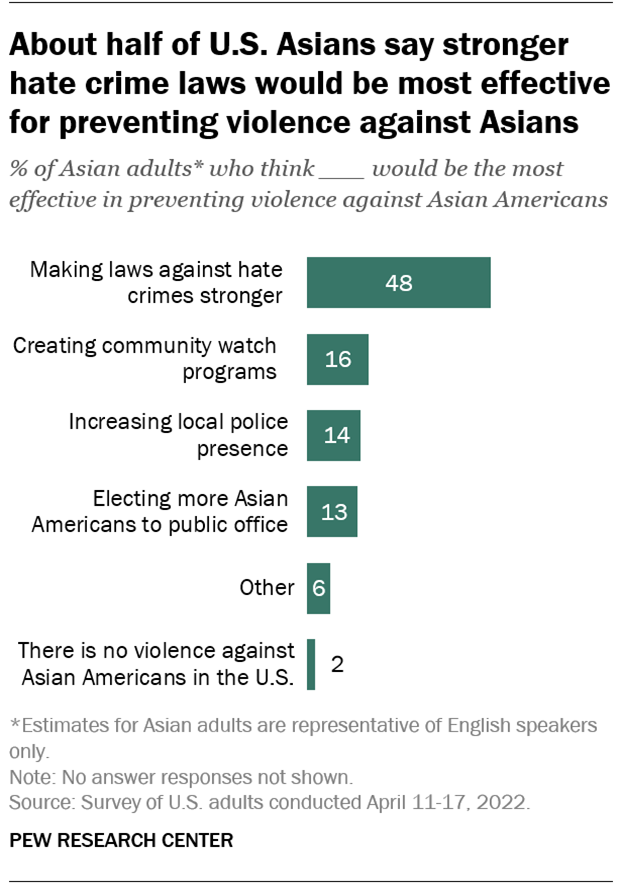 About half of U.S. Asians say stronger
hate crime laws would be most effective
for preventing violence against Asians
% of Asian adults* who think ___ would be the most
effective in preventing violence against Asian Americans
Making laws against hate
crimes stronger
48
Creating community watch
programs
16
Increasing local police
presence
14
Electing more Asian
Americans to public office
13
Other
6
There is no violence against
Asian Americans in the U.S.
2
*Estimates for Asian adults are representative of English speakers
only.
Note: No answer responses not shown.
Source: Survey of U.S. adults conducted April 11-17, 2022.
PEW RESEARCH CENTER